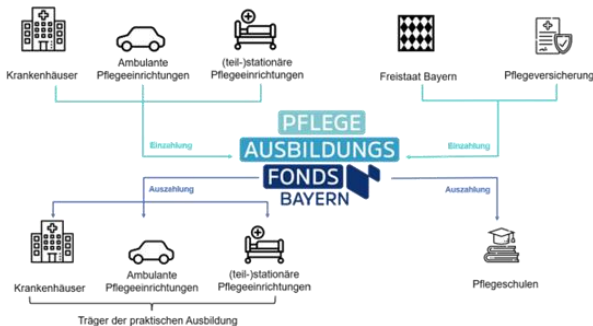 Krankenhäuser
Ambulante
Pflegeeinrichtungen
(teil-)stationäre
Pflegeeinrichtungen
Freistaat Bayern
Pflegeversicherung
Einzahlung
Einzahlung
PFLEGE
AUSBILDUNGS
FONDS
BAYERN
Auszahlung
Auszahlung
Krankenhäuser
Ambulante
Pflegeeinrichtungen
(teil-)stationäre
Pflegeeinrichtungen
Pflegeschulen
Träger der praktischen Ausbildung